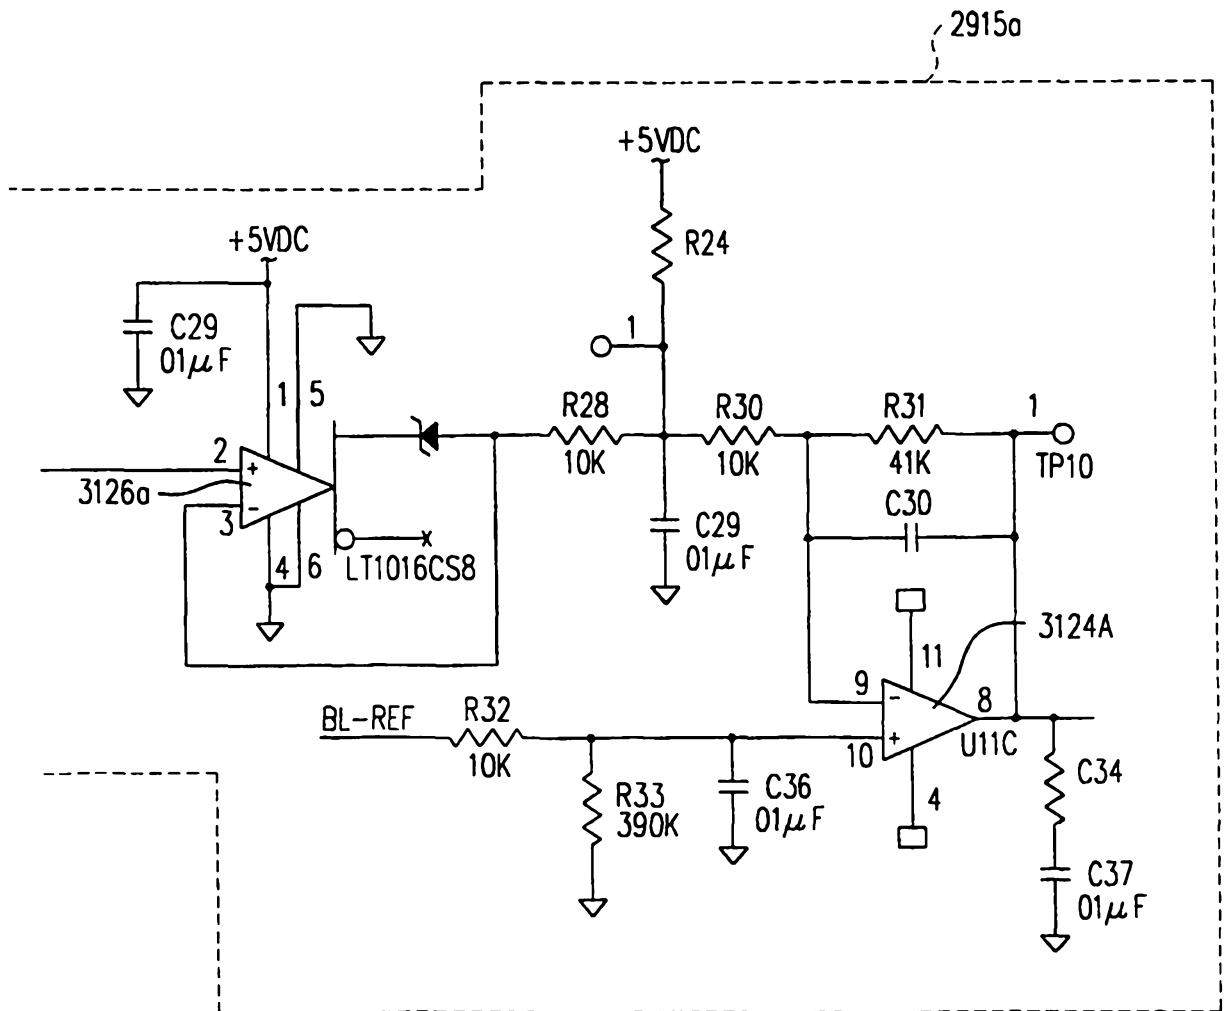 2915a
+5VDC
R24
+5VDC
C29
01μF
1
1 5
R28
10K
R30
10K
R31
41K
1
TP10
2
+
3126a
-
3
4 6
LT1016CS8
C29
01μF
C30
3124A
11
9
-
8
BL-REF
R32
10K
+
10
U11C
R33
390K
C36
01μF
4
C34
C37
01μF